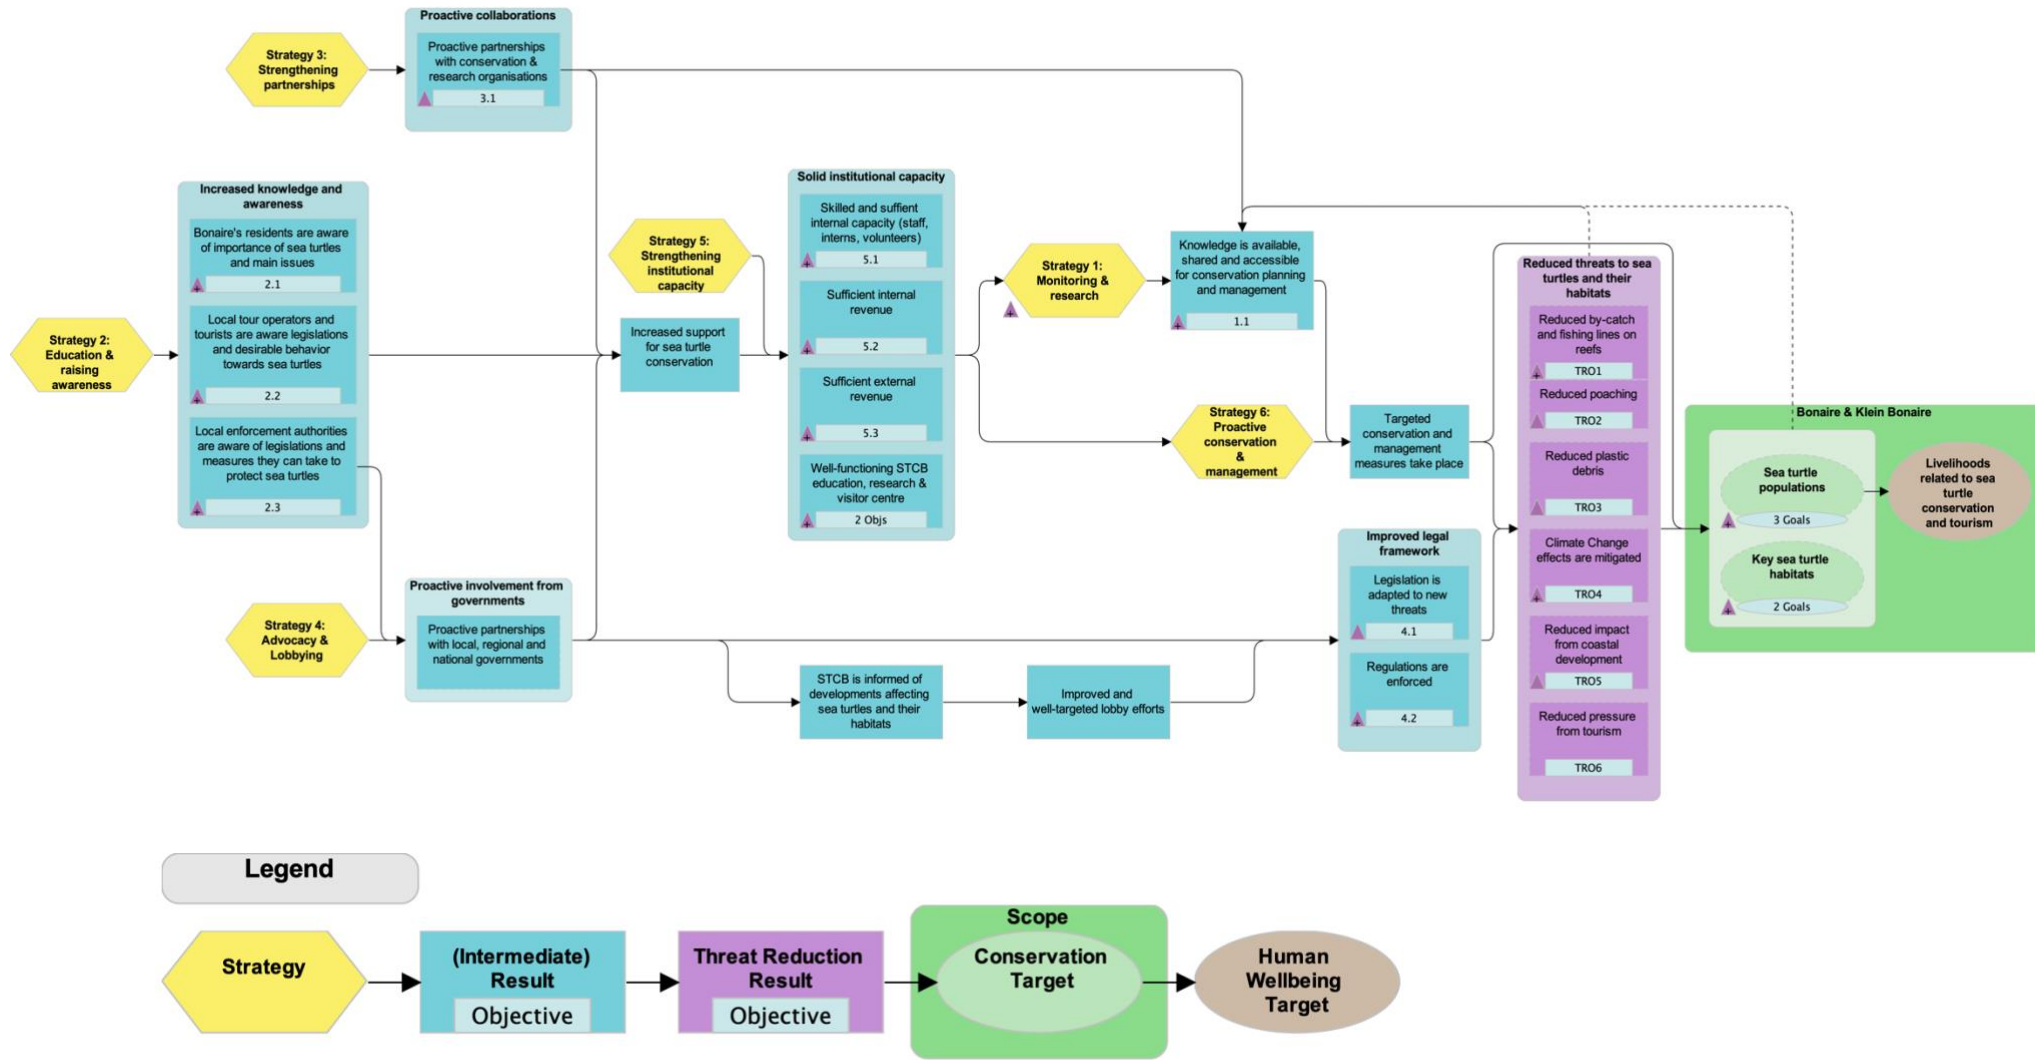 Proactive collaborations
Strategy 3:
Strengthening
partnerships
Proactive partnerships
with conservation &
research organisations
3.1
Increased knowledge and
awareness
Bonaire's residents are aware
of importance of sea turtles
and main issues
2.1
Local tour operators and
tourists are aware legislations
and desirable behavior
towards sea turtles
2.2
Local enforcement authorities
are aware of legislations and
measures they can take to
protect sea turtles
2.3
Strategy 2:
Education &
raising
awareness
Strategy 4:
Advocacy &
Lobbying
Proactive involvement from
governments
Proactive partnerships
with local, regional and
national governments
Strategy 5:
Strengthening
institutional
capacity
Increased support
for sea turtle
conservation
Solid institutional capacity
Skilled and suffient
internal capacity (staff,
interns, volunteers)
5.1
Sufficient internal
revenue
5.2
Sufficient external
revenue
5.3
Well-functioning STCB
education, research &
visitor centre
2 Objs
STCB is informed of
developments affecting
sea turtles and their
habitats
Improved and
well-targeted lobby efforts
Strategy 1:
Monitoring &
research
Knowledge is available,
shared and accessible
for conservation planning
and management
1.1
Strategy 6:
Proactive
conservation
&
management
Targeted
conservation and
management
measures take place
Improved legal
framework
Legislation is
adapted to new
threats
4.1
Regulations are
enforced
4.2
Reduced threats to sea
turtles and their
habitats
Reduced by-catch
and fishing lines on
reefs
TRO1
Reduced poaching
TRO2
Reduced plastic
debris
TRO3
Climate Change
effects are mitigated
TRO4
Reduced impact
from coastal
development
TRO5
Reduced pressure
from tourism
TRO6
Bonaire & Klein Bonaire
Sea turtle
populations
3 Goals
Key sea turtle
habitats
2 Goals
Livelihoods
related to sea
turtle
conservation
and tourism
Legend
Strategy
(Intermediate)
Result
Objective
Threat Reduction
Result
Objective
Scope
Conservation
Target
Human
Wellbeing
Target